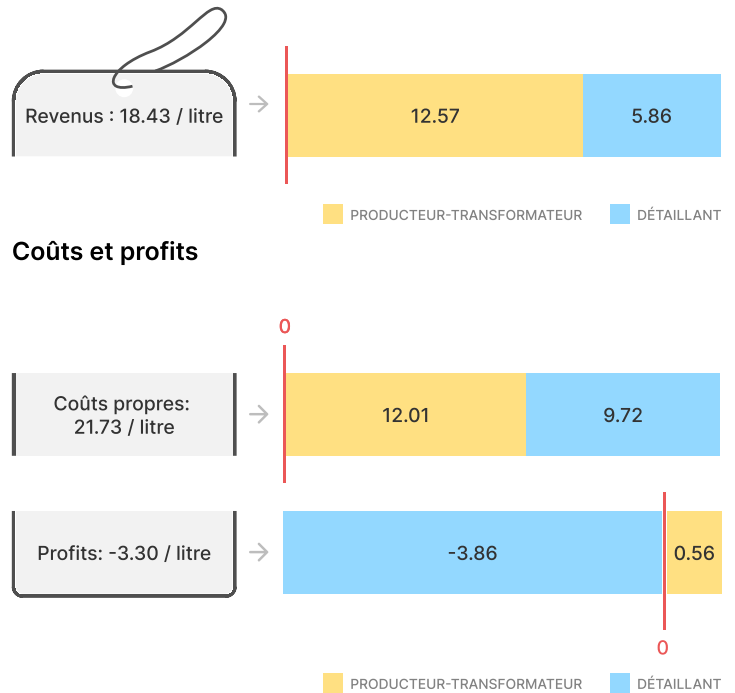 Revenus : 18.43 / litre
12.57
5.86
PRODUCTEUR-TRANSFORMATEUR
DÉTAILLANT
Coûts et profits
0
Coûts propres:
21.73 / litre
12.01
9.72
Profits: -3.30 / litre
-3.86
0.56
0
PRODUCTEUR-TRANSFORMATEUR
DÉTAILLANT